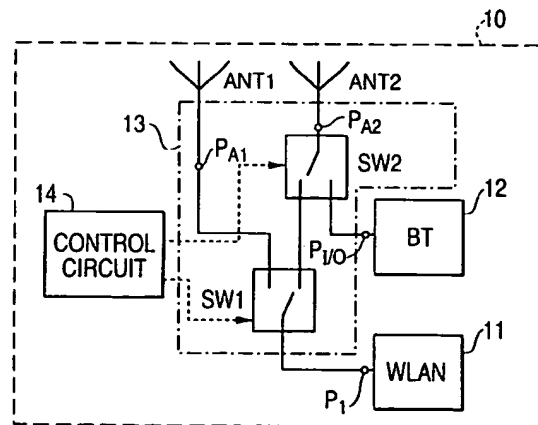 10
ANT1
ANT2
13
PA1
PA2
SW2
12
14
CONTROL
CIRCUIT
PI/O
BT
SW1
11
P1
WLAN